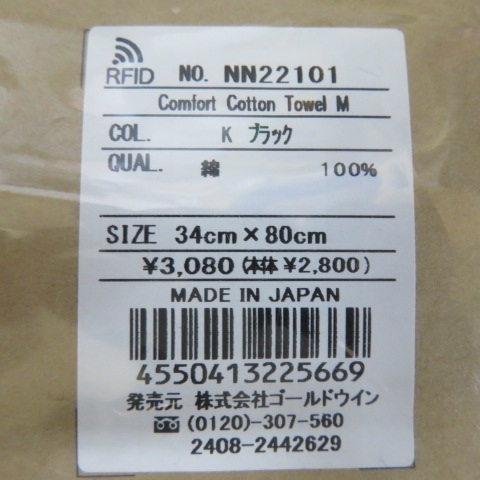 RFID NO. NN22101
Comfort Cotton Towel M
COL. K ブラック
QUAL. 綿 100%
SIZE 34cm×80cm
¥3,080(本体 ¥2,800)
MADE IN JAPAN
4550413225669
発売元 株式会社ゴールドウイン
(0120)-307-560
2408-2442629